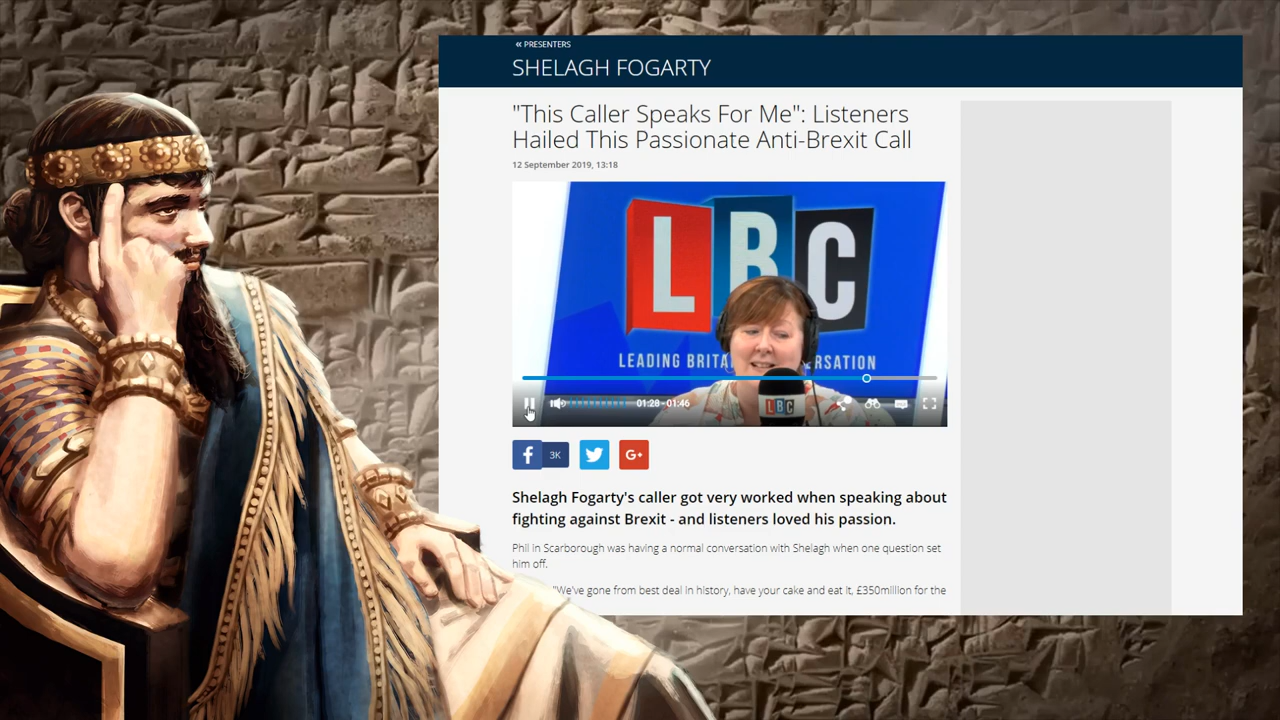 « PRESENTERS
SHELAGH FOGARTY
"This Caller Speaks For Me": Listeners
Hailed This Passionate Anti-Brexit Call
12 September 2019, 13:18
LBC
LEADING BRITA RSATION
01:28 - 01:46
LBC
f 3K G+
Shelagh Fogarty's caller got very worked when speaking about
fighting against Brexit - and listeners loved his passion.
Phil in Scarborough was having a normal conversation with Shelagh when one question set
him off.
"We've gone from best deal in history, have your cake and eat it, £350million for the